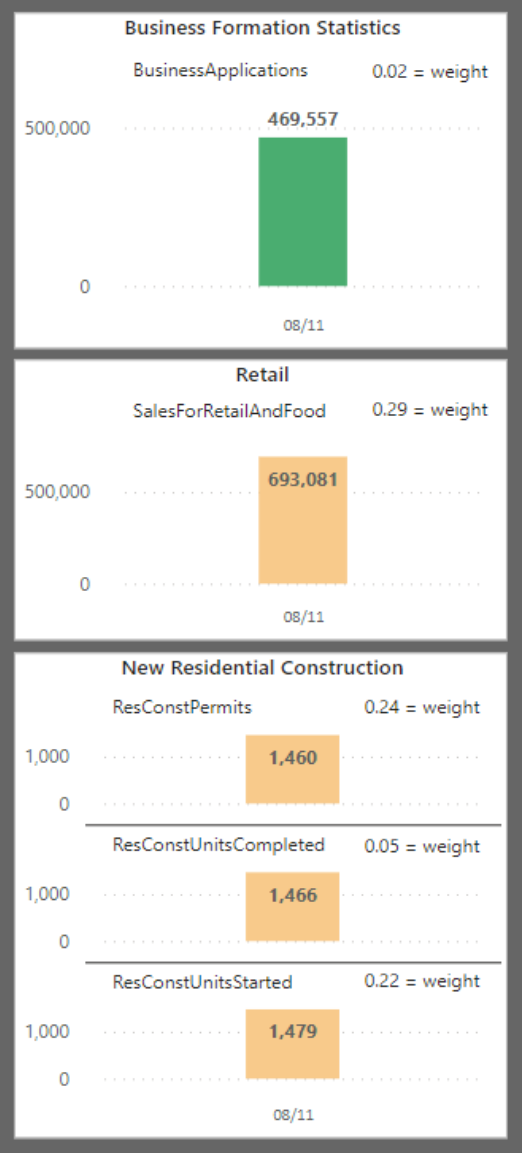 Business Formation Statistics
BusinessApplications 0.02 = weight
469,557
500,000
0
08/11
Retail
SalesForRetailAndFood 0.29 = weight
693,081
500,000
0
08/11
New Residential Construction
ResConstPermits 0.24 = weight
1,000 1,460
0
ResConstUnitsCompleted 0.05 = weight
1,000 1,466
0
ResConstUnitsStarted 0.22 = weight
1,000 1,479
0
08/11